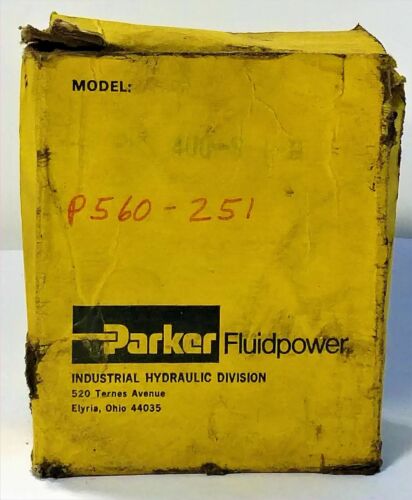 MODEL:
P560-251
Parker Fluidpower
INDUSTRIAL HYDRAULIC DIVISION
520 Ternes Avenue
Elyria, Ohio 44035